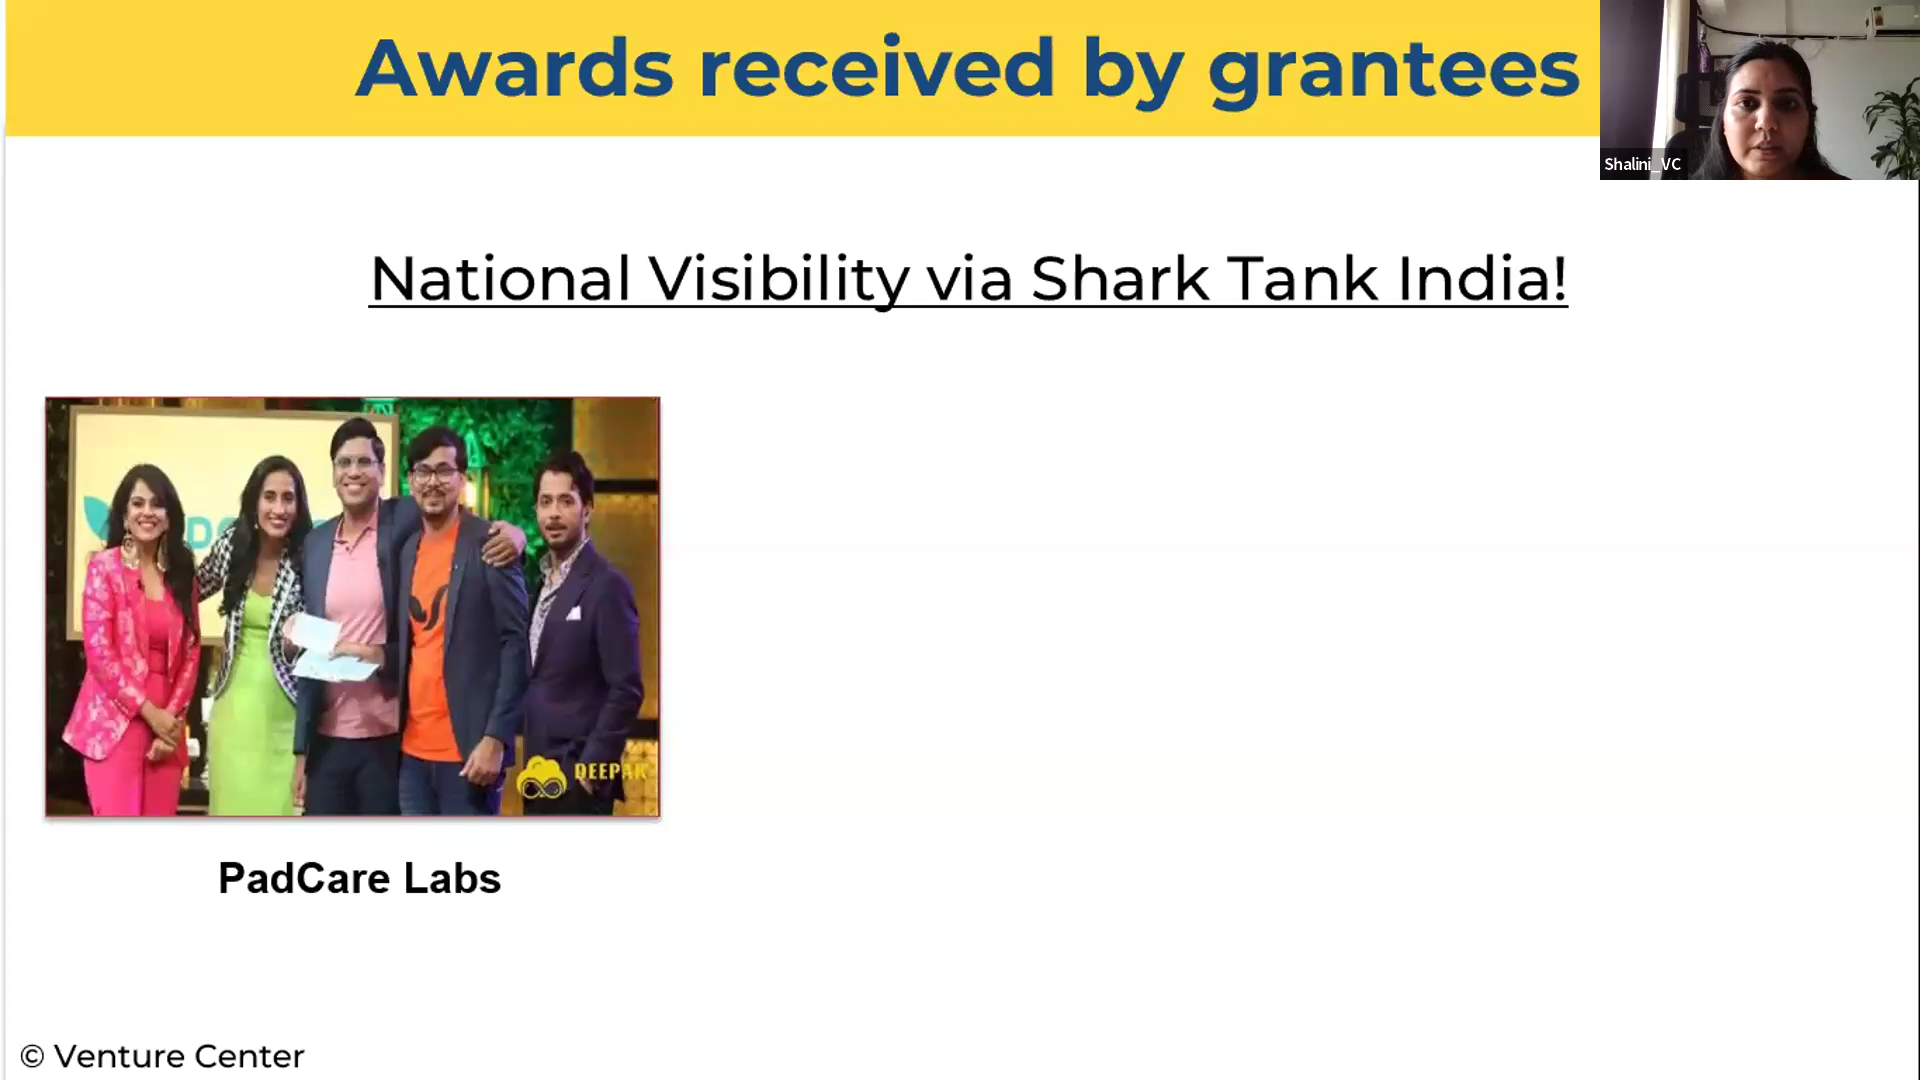 Awards received by grantees
Shalini_VC
National Visibility via Shark Tank India!
DEEPAK
PadCare Labs
© Venture Center